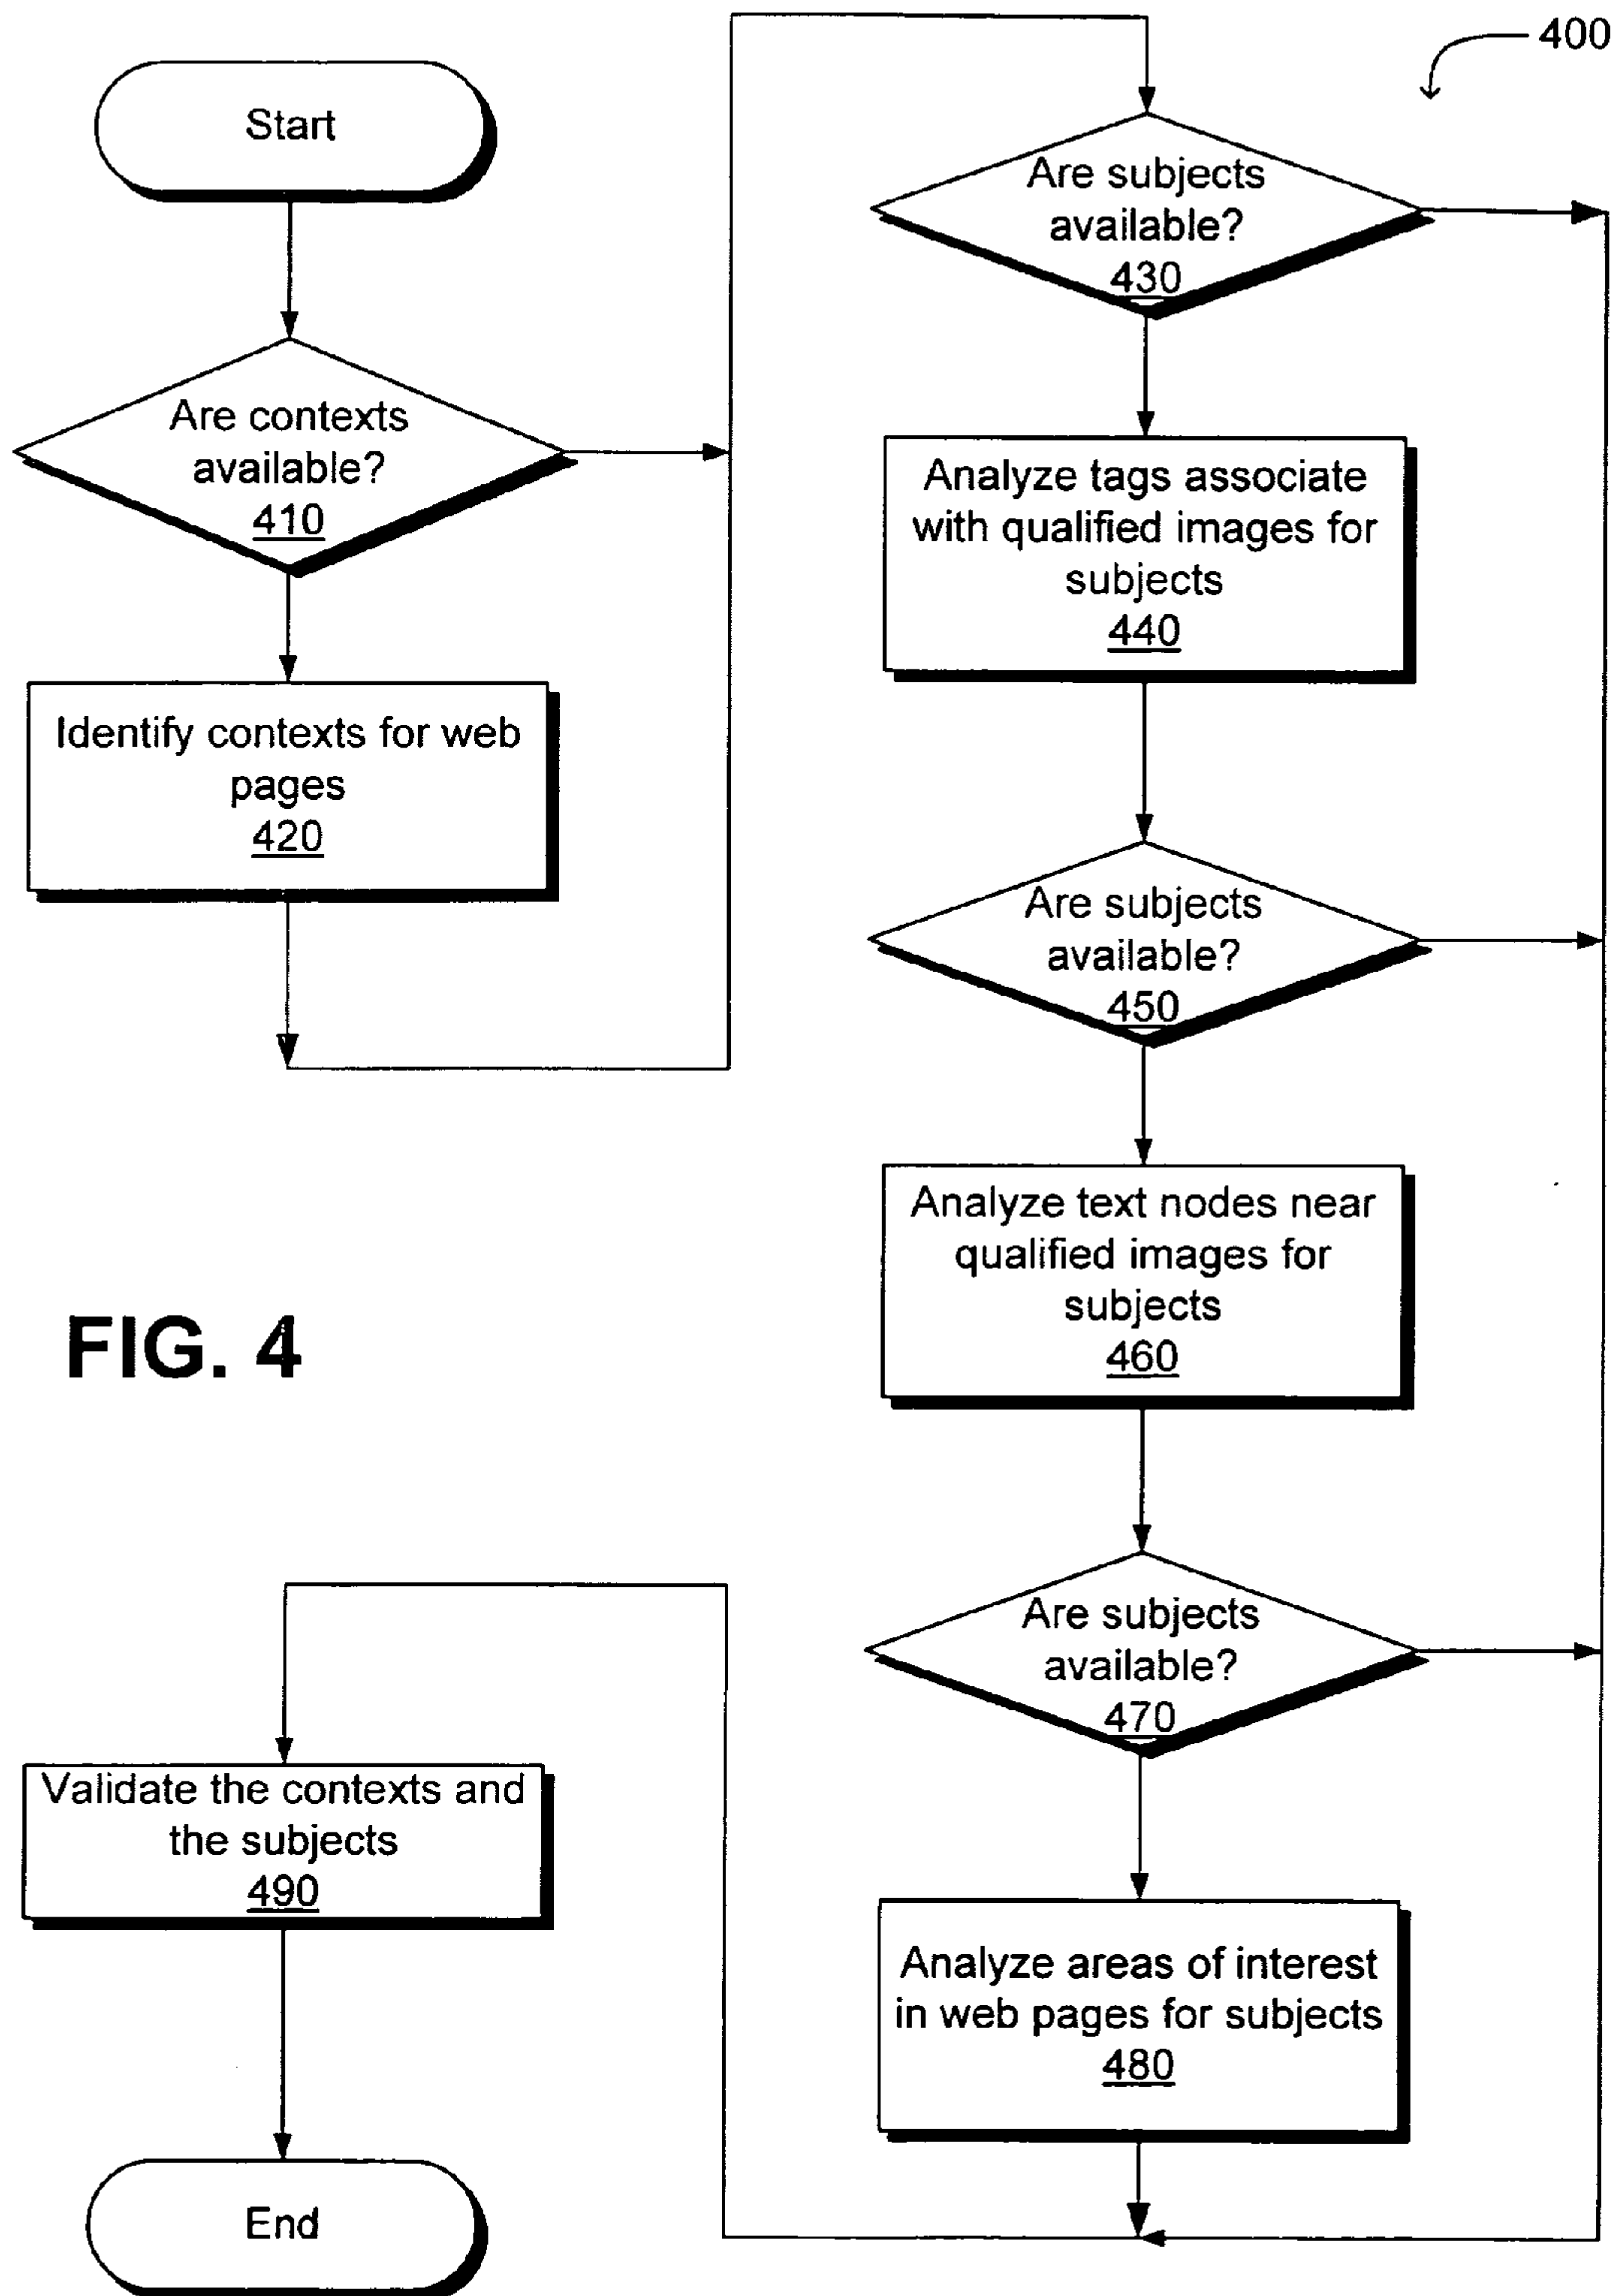 Start
Are contexts
available?
410
Identify contexts for web
pages
420
400
Are subjects
available?
430
Analyze tags associate
with qualified images for
subjects
440
Are subjects
available?
450
Analyze text nodes near
qualified images for
subjects
460
Are subjects
available?
470
Analyze areas of interest
in web pages for subjects
480
FIG. 4
Validate the contexts and
the subjects
490
End